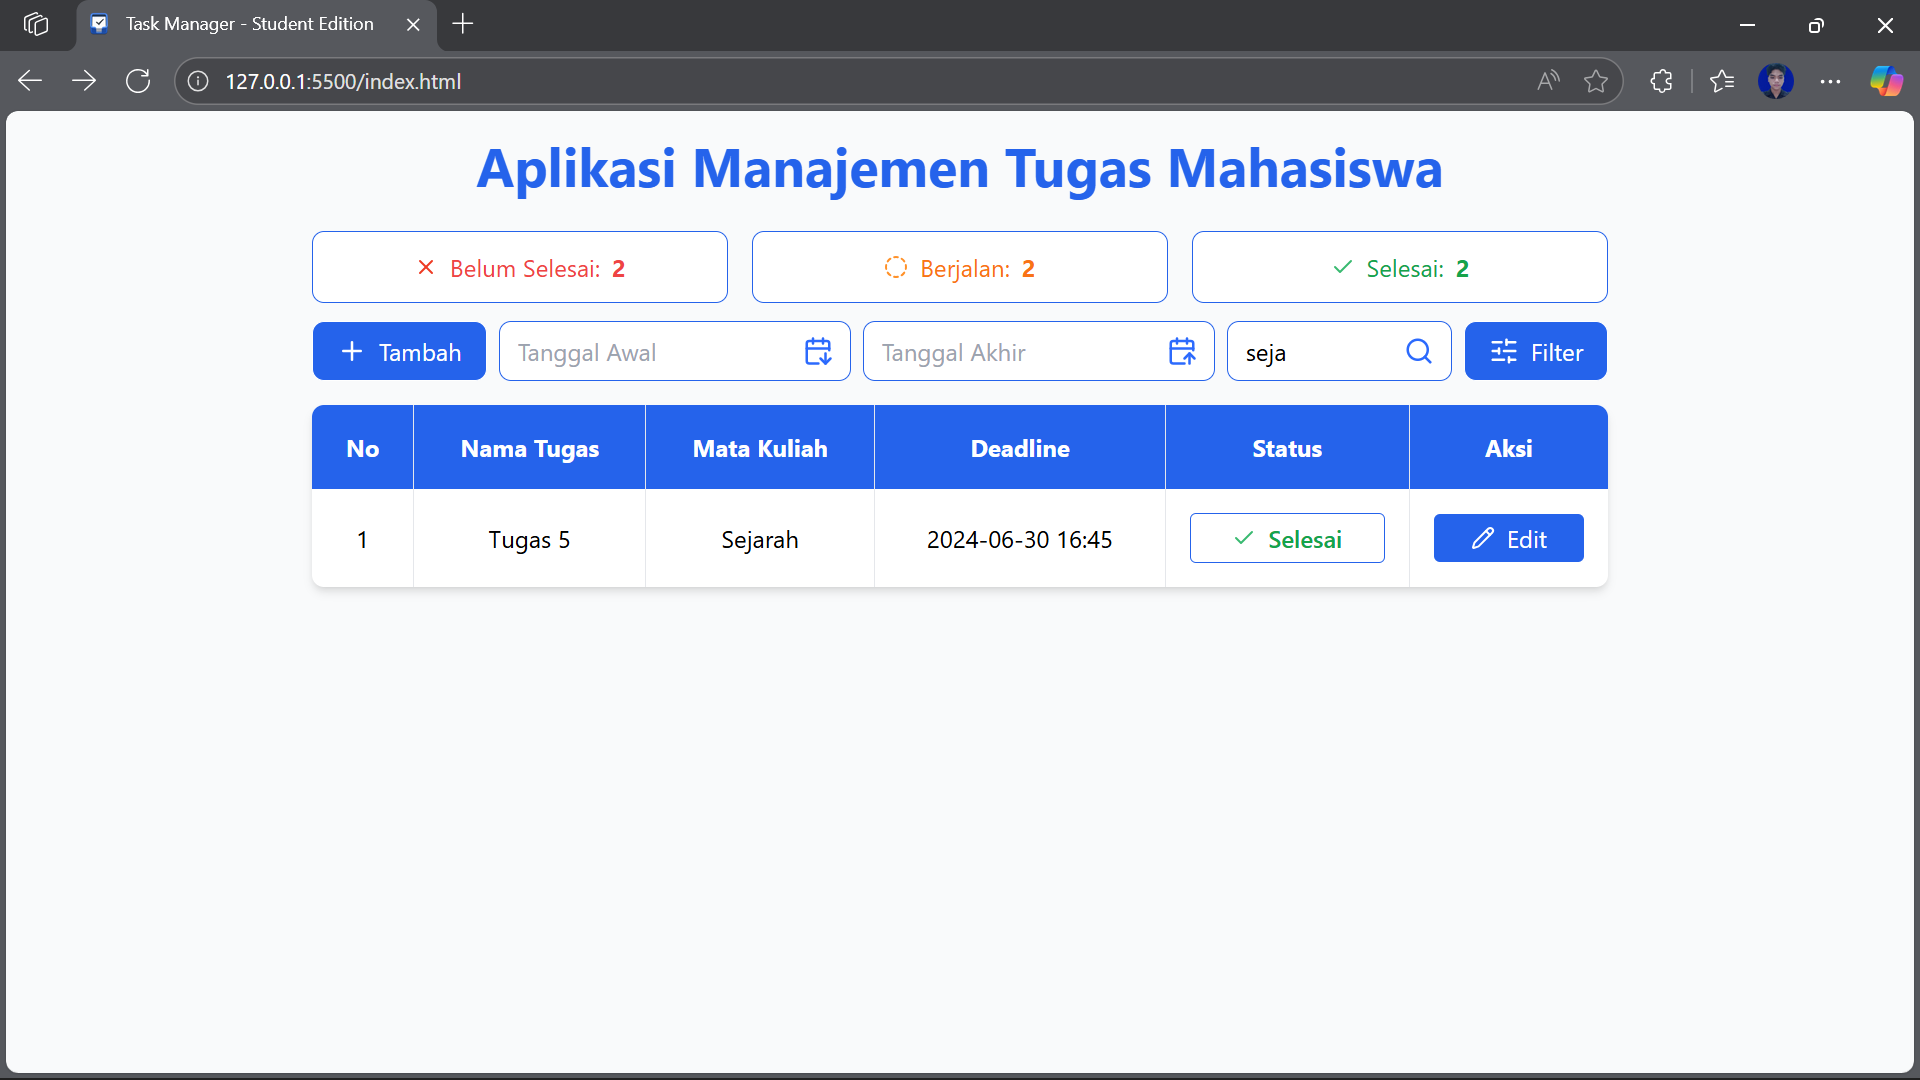 Task Manager - Student Edition
127.0.0.1:5500/index.html
Aplikasi Manajemen Tugas Mahasiswa
Belum Selesai: 2
Berjalan: 2
Selesai: 2
Tambah
Tanggal Awal
Tanggal Akhir
seja
Filter
No Nama Tugas Mata Kuliah Deadline Status Aksi
1 Tugas 5 Sejarah 2024-06-30 16:45 Selesai Edit